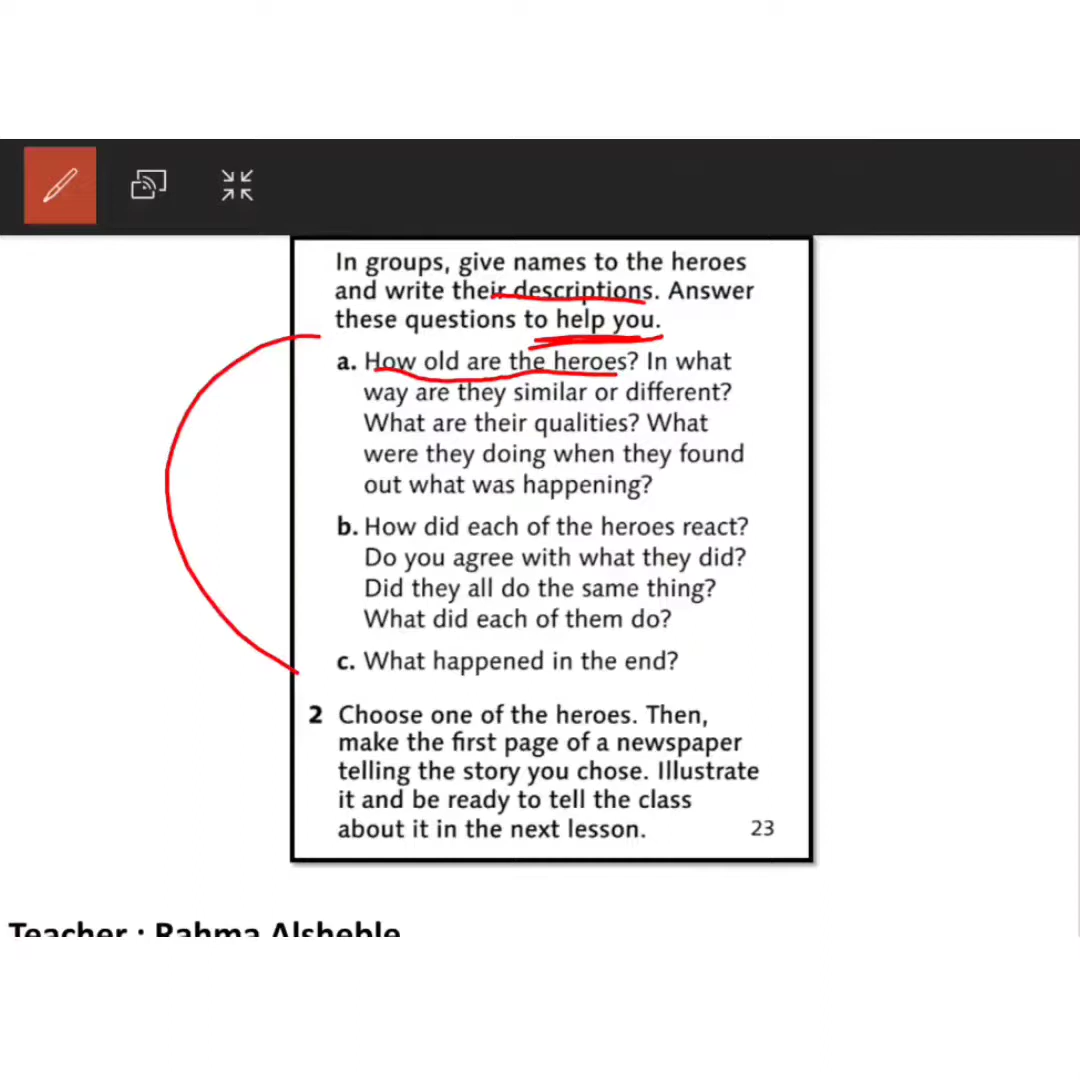 In groups, give names to the heroes
and write their descriptions. Answer
these questions to help you.
a. How old are the heroes? In what
way are they similar or different?
What are their qualities? What
were they doing when they found
out what was happening?
b. How did each of the heroes react?
Do you agree with what they did?
Did they all do the same thing?
What did each of them do?
c. What happened in the end?
2 Choose one of the heroes. Then,
make the first page of a newspaper
telling the story you chose. Illustrate
it and be ready to tell the class
about it in the next lesson.
23
Teacher : Rahma Alsheble